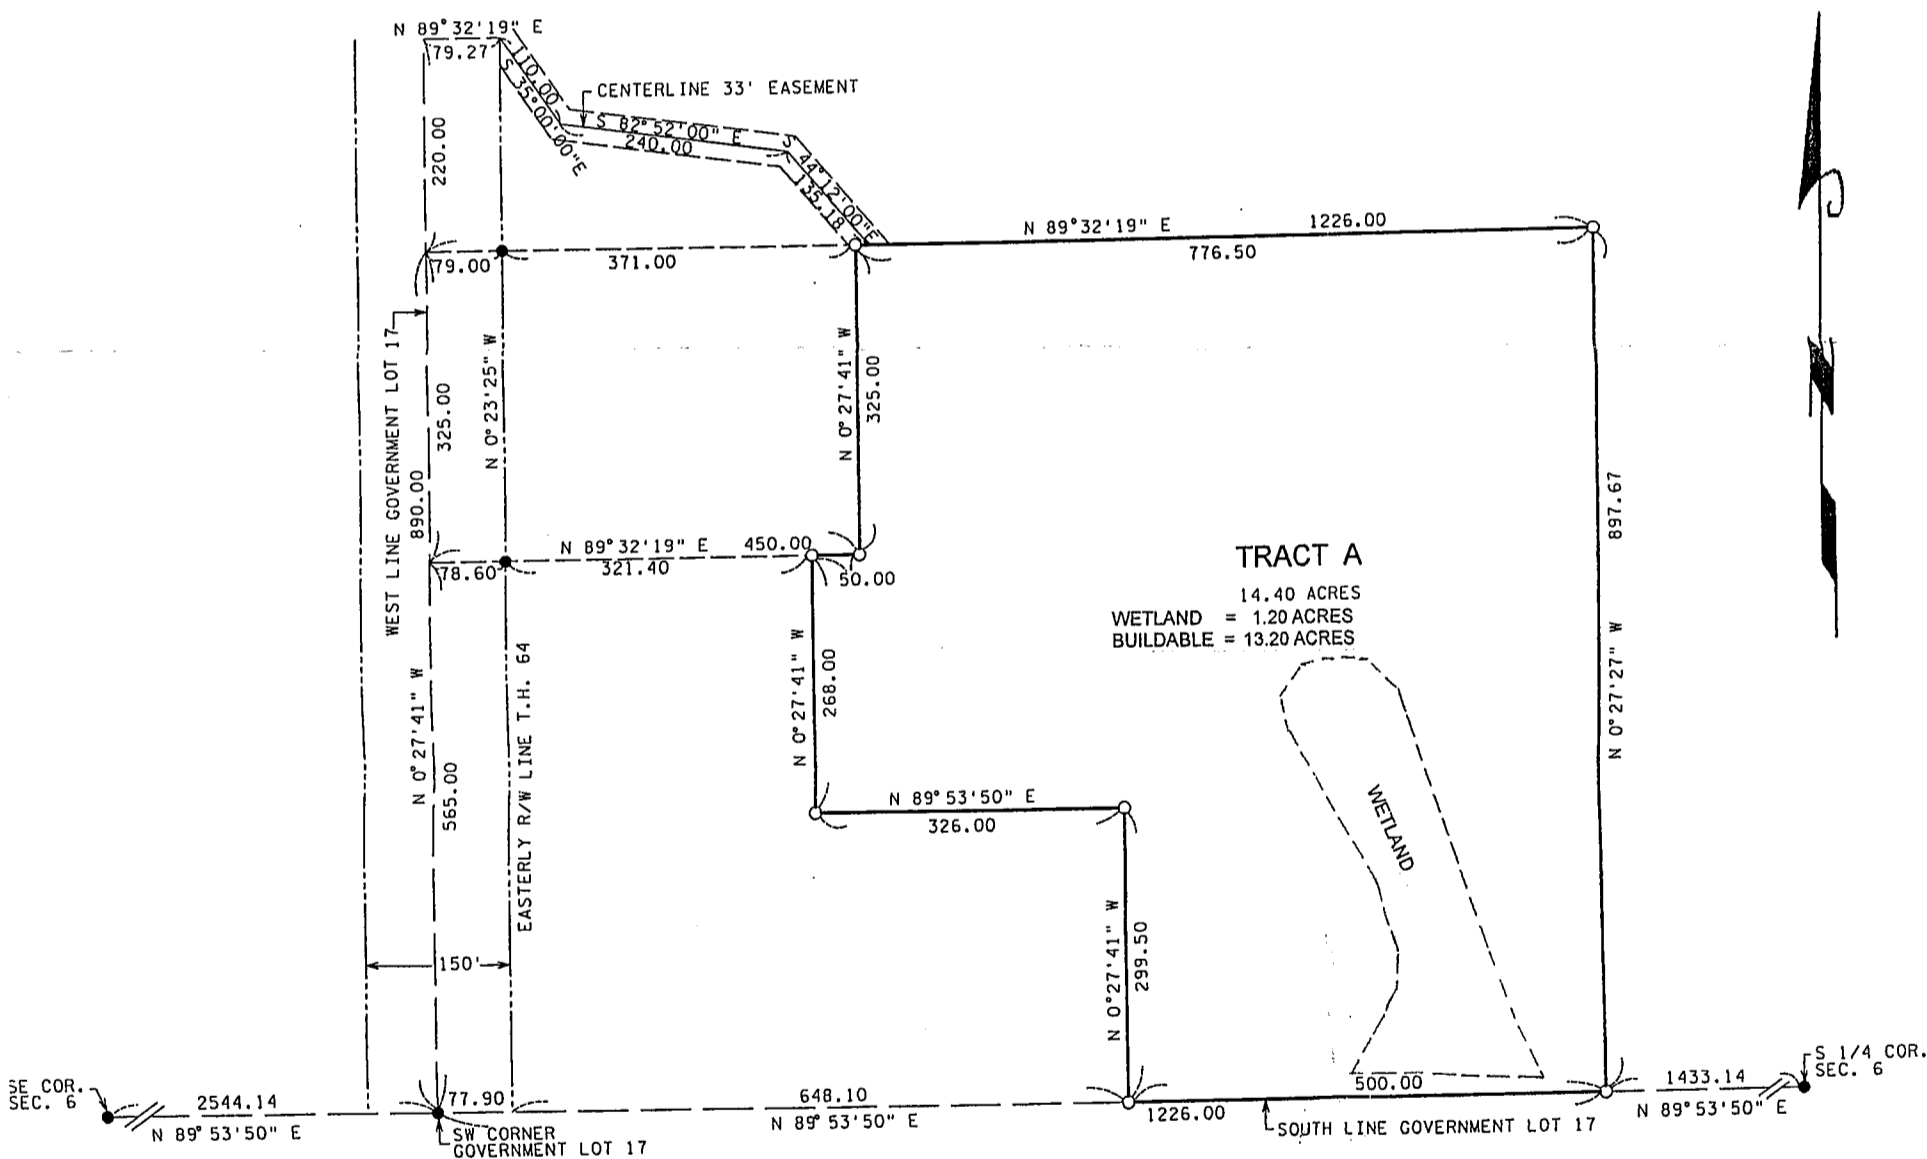 N 89°32'19" E
79.27
110.00
S 35°00'00"E
CENTERLINE 33' EASEMENT
S 82°52'00" E
240.00
S 44°12'00"E
135.18
220.00
N 89°32'19" E
1226.00
776.50
79.00
371.00
WEST LINE GOVERNMENT LOT 17
325.00
890.00
N 0°23'25" W
N 0°27'41" W
325.00
897.67
N 0°27'27" W
N 89°32'19" E
450.00
78.60
321.40
50.00
TRACT A
14.40 ACRES
WETLAND = 1.20 ACRES
BUILDABLE = 13.20 ACRES
N 0°27'41" W
565.00
EASTERLY R/W LINE T.H. 64
N 0°27'41" W
268.00
WETLAND
N 89°53'50" E
326.00
N 0°27'41" W
299.50
150'
SE COR.
SEC. 6
2544.14
N 89°53'50" E
77.90
SW CORNER
GOVERNMENT LOT 17
648.10
N 89°53'50" E
500.00
1226.00
SOUTH LINE GOVERNMENT LOT 17
1433.14
N 89°53'50" E
S 1/4 COR.
SEC. 6